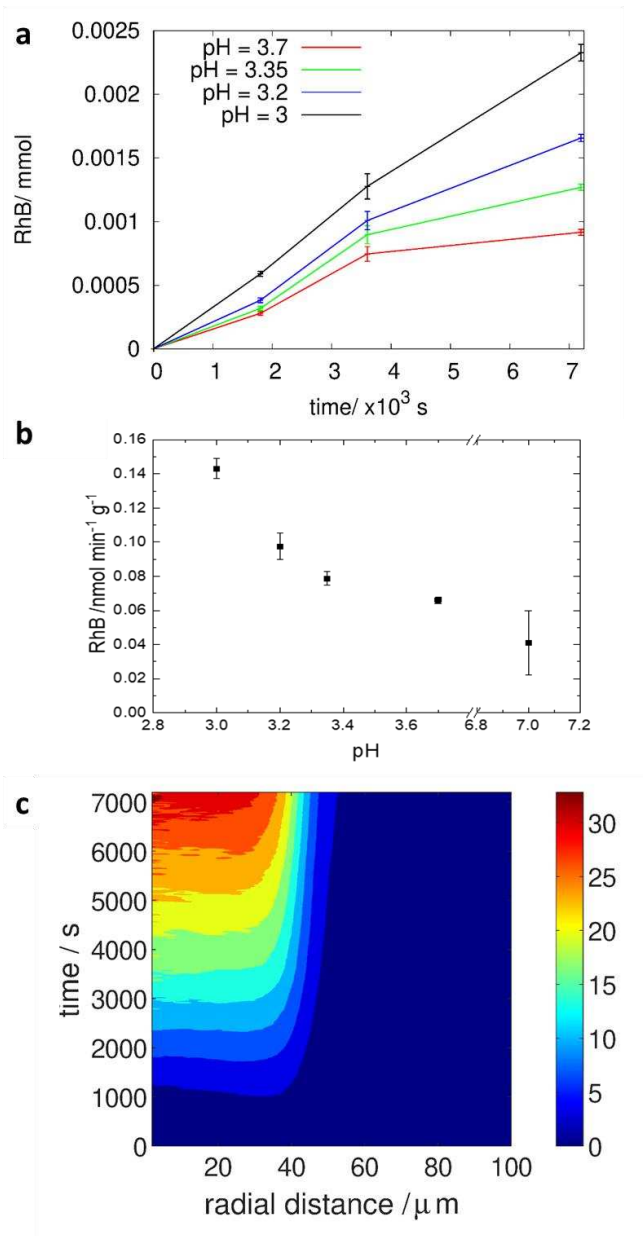 a
0.0025
0.002
0.0015
0.001
0.0005
0
RhB/ mmol
pH = 3.7
pH = 3.35
pH = 3.2
pH = 3
0 1 2 3 4 5 6 7
time/ x10³ s
b
0.16
0.14
0.12
0.10
0.08
0.06
0.04
0.02
0.00
RhB /nmol min⁻¹ g⁻¹
2.8 3.0 3.2 3.4 3.6 6.8 7.0 7.2
pH
c
7000
6000
5000
4000
3000
2000
1000
0
time / s
20 40 60 80 100
radial distance /μm
30
25
20
15
10
5
0